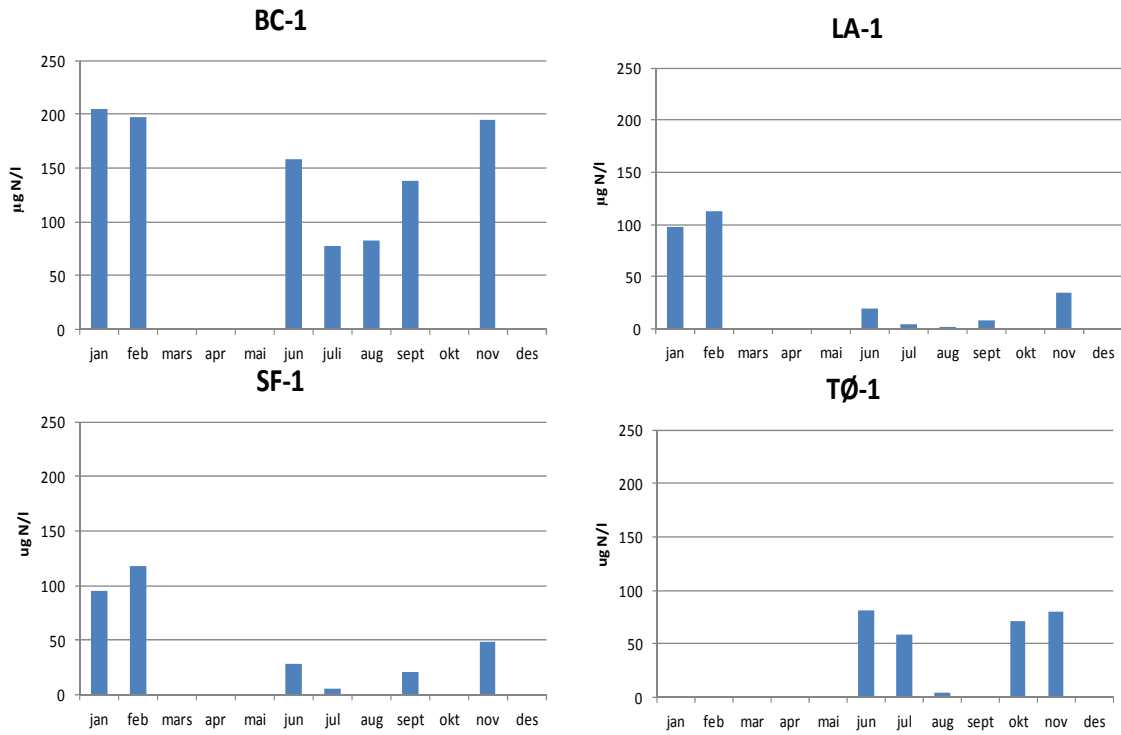 BC-1
250
200
150
100
50
0
µg N/l
jan feb mars apr mai jun juli aug sept okt nov des
LA-1
250
200
150
100
50
0
µg N/l
jan feb mars apr mai jun jul aug sept okt nov des
SF-1
250
200
150
100
50
0
ug N/l
jan feb mars apr mai jun jul aug sept okt nov des
TØ-1
250
200
150
100
50
0
ug N/l
jan feb mar apr mai jun jul aug sept okt nov des